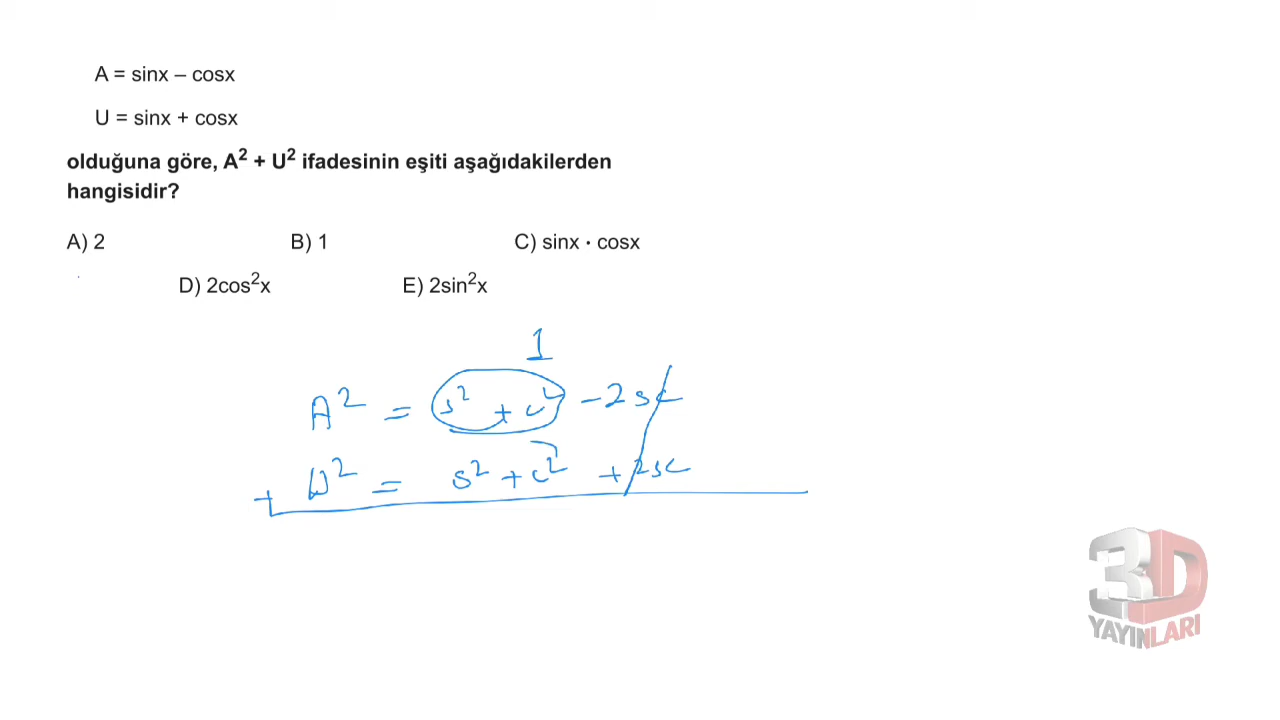 A = sinx – cosx
U = sinx + cosx
olduğuna göre, A² + U² ifadesinin eşiti aşağıdakilerden
hangisidir?
A) 2 B) 1 C) sinx · cosx
D) 2cos²x E) 2sin²x
1
A² = s² + c² - 2sc
+ U² = s² + c² + 2sc
3D
YAYINLARI